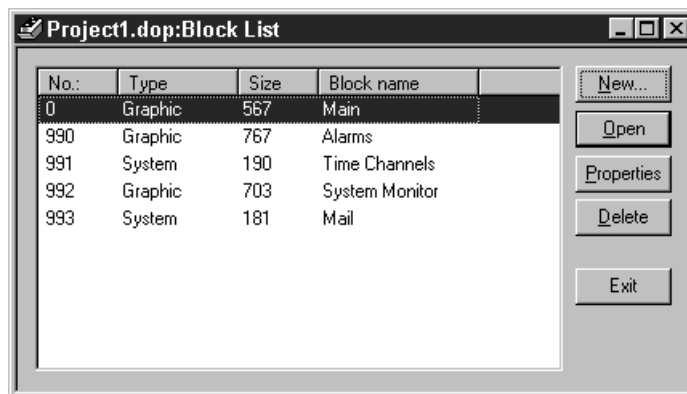 Project1.dop:Block List
No.: Type Size Block name
0 Graphic 567 Main
990 Graphic 767 Alarms
991 System 190 Time Channels
992 Graphic 703 System Monitor
993 System 181 Mail
New...
Open
Properties
Delete
Exit